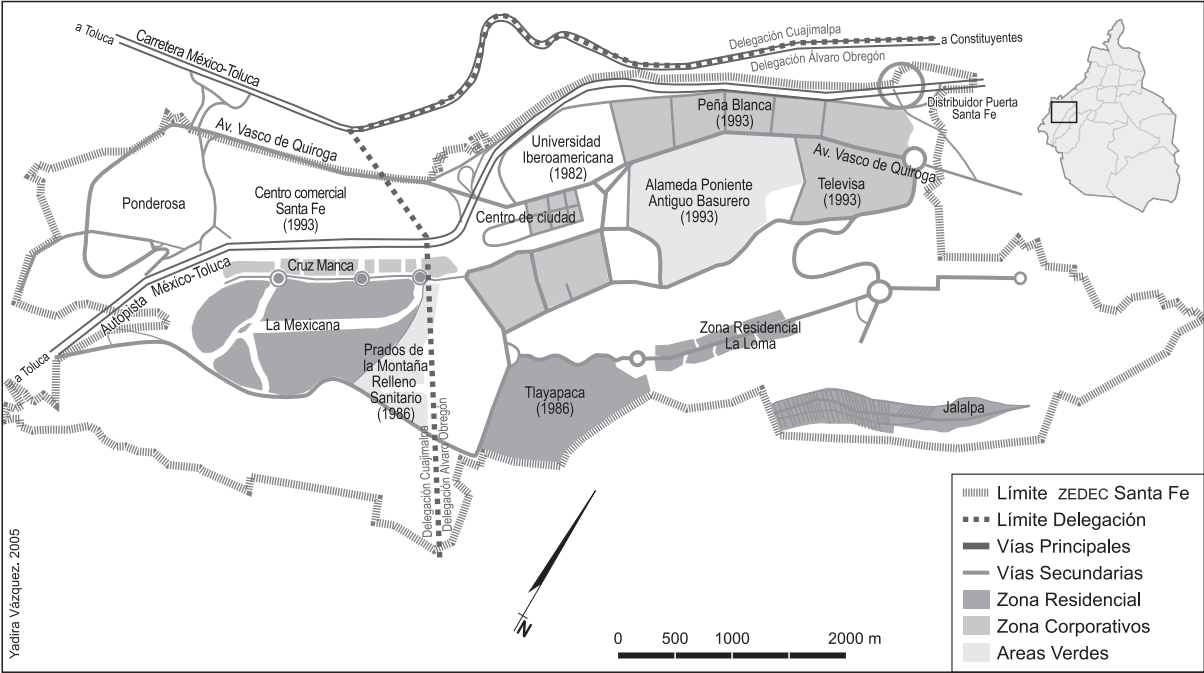 a Toluca
Carretera México-Toluca
Delegación Cuajimalpa
a Constituyentes
Delegación Álvaro Obregón
Distribuidor Puerta
Santa Fe
Peña Blanca
(1993)
Av. Vasco de Quiroga
Universidad
Iberoamericana
(1982)
Av. Vasco de Quiroga
Ponderosa
Centro comercial
Santa Fe
(1993)
Centro de ciudad
Alameda Poniente
Antiguo Basurero
(1993)
Televisa
(1993)
Cruz Manca
Autopista México-Toluca
a Toluca
La Mexicana
Prados de
la Montaña
Relleno
Sanitario
(1986)
Zona Residencial
La Loma
Tlayapaca
(1986)
Jalalpa
Delegación Cuajimalpa
Delegación Álvaro Obregón
Límite ZEDEC Santa Fe
Límite Delegación
Vías Principales
Vías Secundarias
Zona Residencial
Zona Corporativos
Areas Verdes
N
0 500 1000 2000 m
Yadira Vázquez. 2005